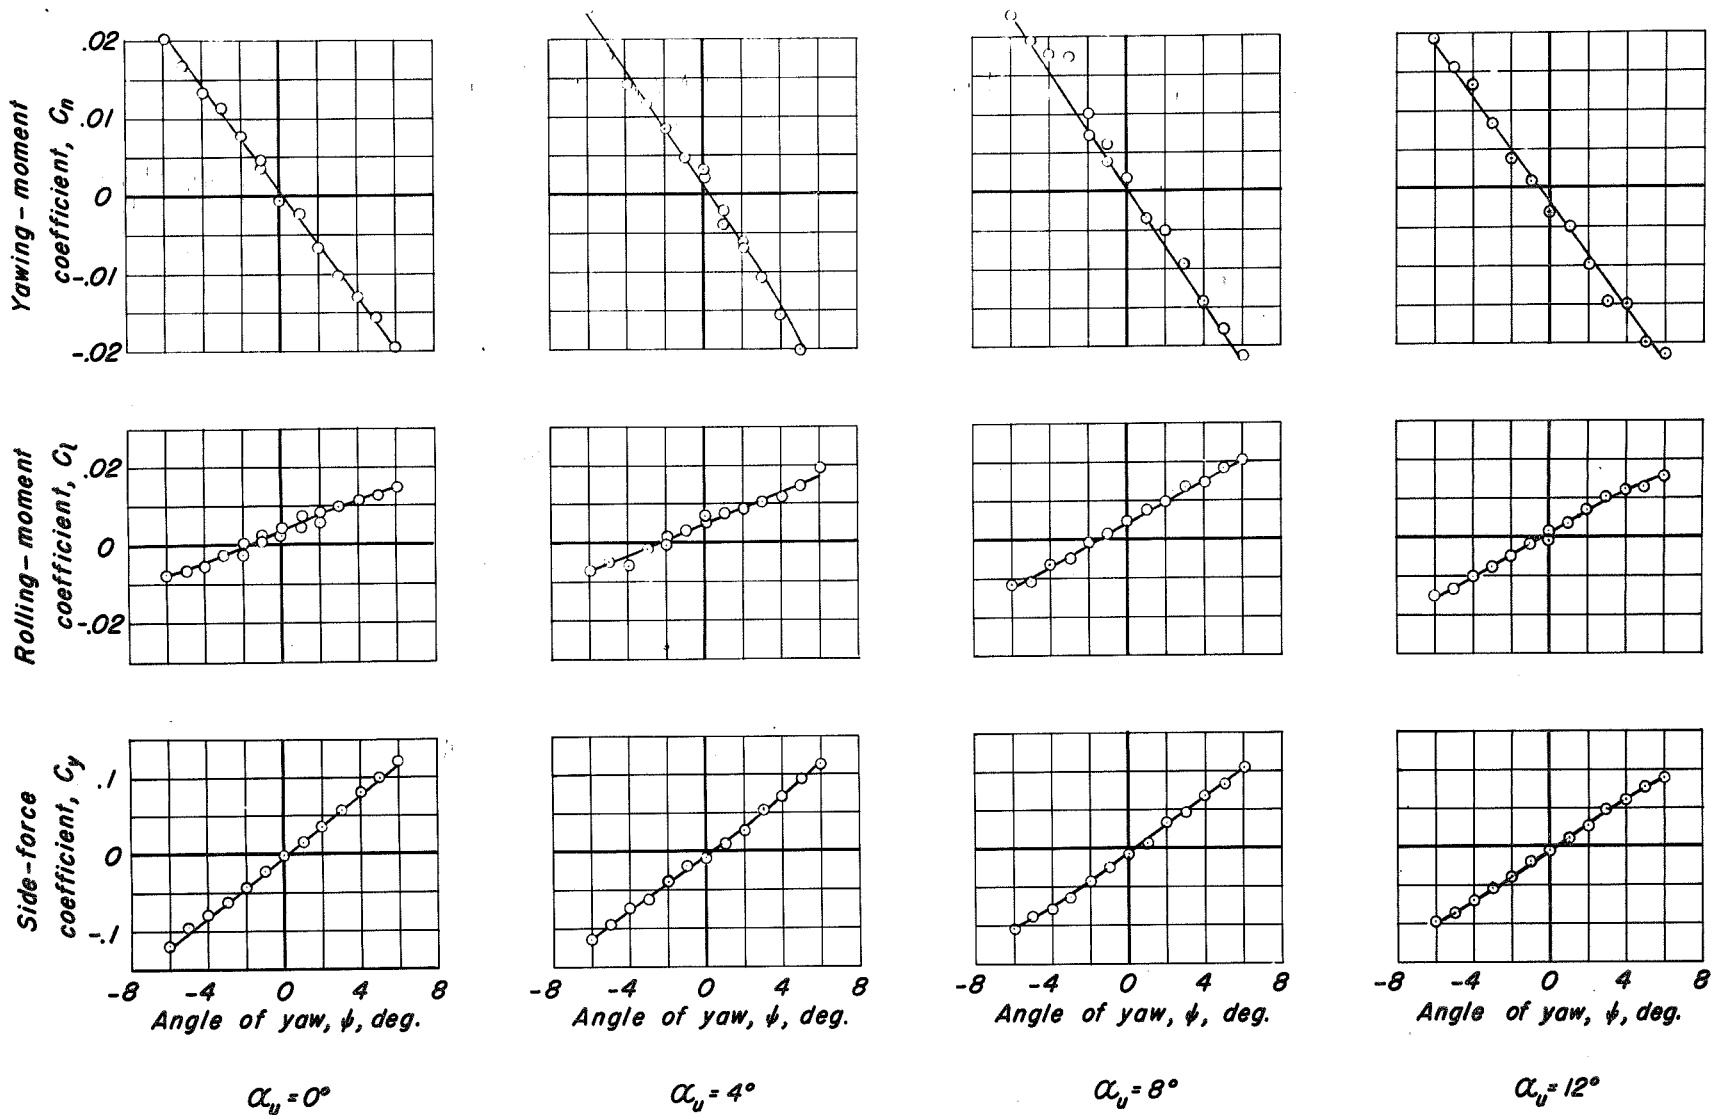 Yawing-moment
coefficient, Cn
.02
.01
0
-.01
-.02
Rolling-moment
coefficient, Cl
.02
0
-.02
Side-force
coefficient, Cy
.1
0
-.1
-8 -4 0 4 8
-8 -4 0 4 8
-8 -4 0 4 8
-8 -4 0 4 8
Angle of yaw, ψ, deg.
Angle of yaw, ψ, deg.
Angle of yaw, ψ, deg.
Angle of yaw, ψ, deg.
αu = 0°
αu = 4°
αu = 8°
αu = 12°